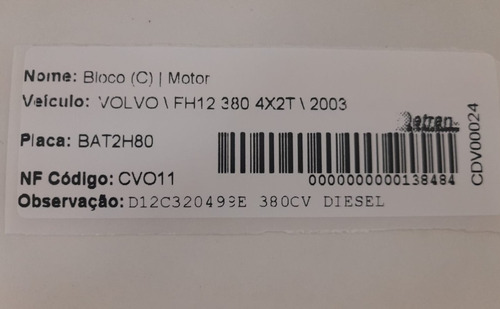 Nome: Bloco (C) | Motor
Veículo: VOLVO \ FH12 380 4X2T \ 2003
Detran
Placa: BAT2H80
NF Código: CVO11
0000000000138484
Observação: D12C320499E 380CV DIESEL
CDV00024